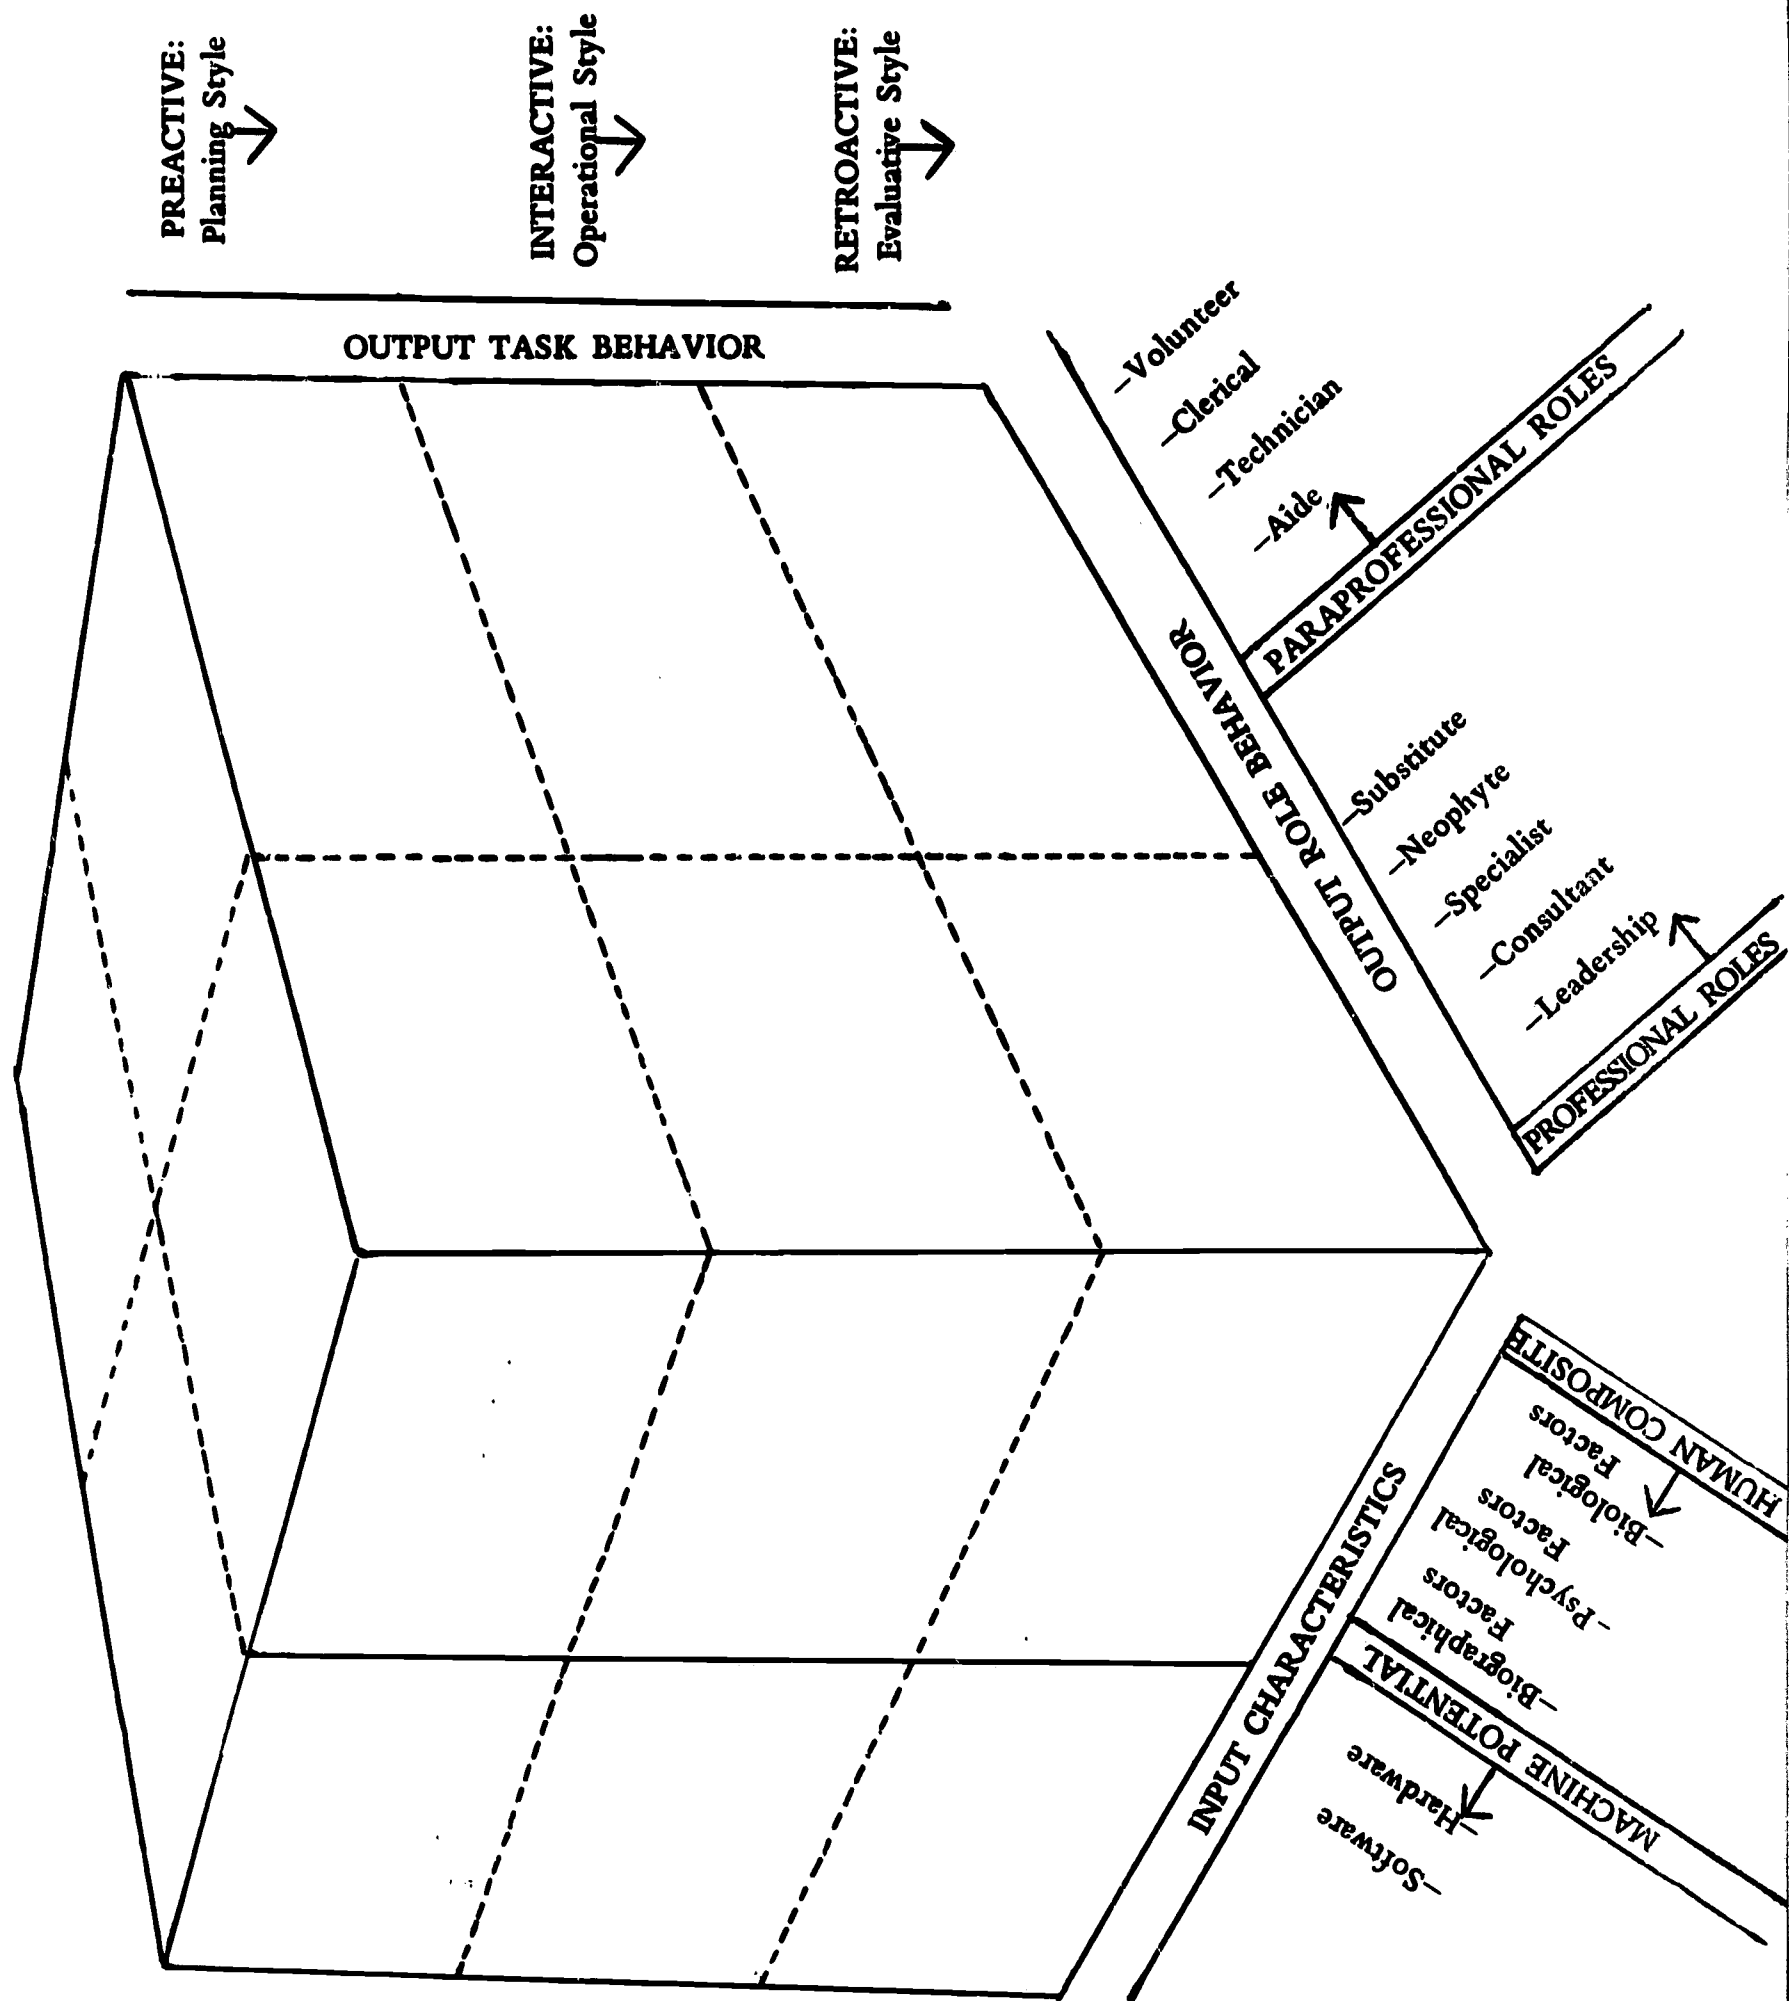 PREACTIVE:
Planning Style
INTERACTIVE:
Operational Style
RETROACTIVE:
Evaluative Style
OUTPUT TASK BEHAVIOR
–Volunteer
–Clerical
–Technician
–Aide
PARAPROFESSIONAL ROLES
OUTPUT ROLE BEHAVIOR
–Substitute
–Neophyte
–Specialist
–Consultant
–Leadership
PROFESSIONAL ROLES
HUMAN COMPOSITE
–Biological
Factors
–Psychological
Factors
–Biographical
Factors
INPUT CHARACTERISTICS
MACHINE POTENTIAL
–Hardware
–Software